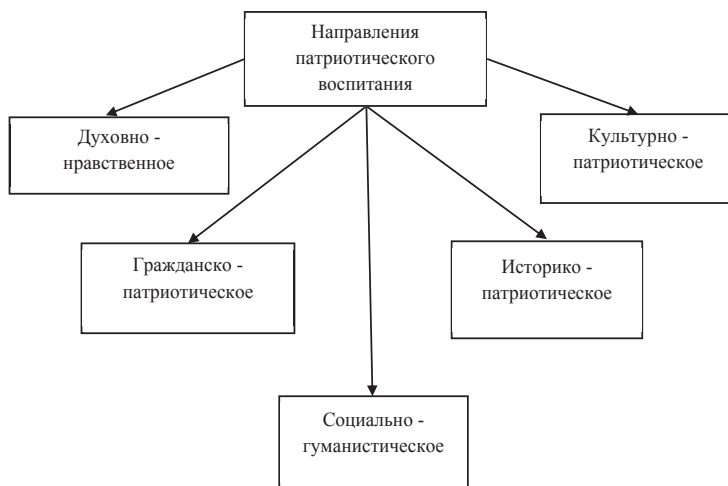 Направления
патриотического
воспитания
Духовно -
нравственное
Культурно -
патриотическое
Гражданско -
патриотическое
Историко -
патриотическое
Социально -
гуманистическое